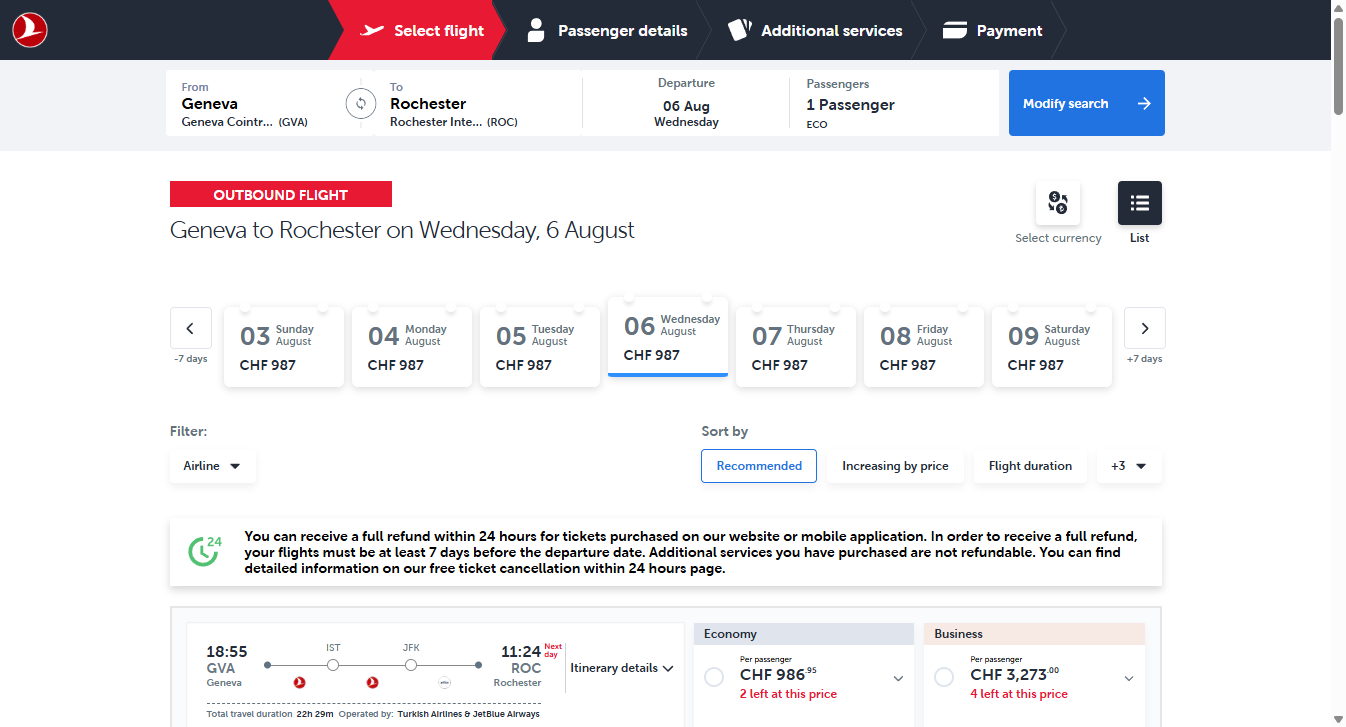 Select flight
Passenger details
Additional services
Payment
From
Geneva
Geneva Cointr... (GVA)
To
Rochester
Rochester Inte... (ROC)
Departure
06 Aug
Wednesday
Passengers
1 Passenger
ECO
Modify search
OUTBOUND FLIGHT
Geneva to Rochester on Wednesday, 6 August
Select currency
List
-7 days
03 Sunday August
CHF 987
04 Monday August
CHF 987
05 Tuesday August
CHF 987
06 Wednesday August
CHF 987
07 Thursday August
CHF 987
08 Friday August
CHF 987
09 Saturday August
CHF 987
+7 days
Filter:
Airline
Sort by
Recommended
Increasing by price
Flight duration
+3
24
You can receive a full refund within 24 hours for tickets purchased on our website or mobile application. In order to receive a full refund,
your flights must be at least 7 days before the departure date. Additional services you have purchased are not refundable. You can find
detailed information on our free ticket cancellation within 24 hours page.
18:55
GVA
Geneva
IST
JFK
11:24 Next day
ROC
Rochester
Itinerary details
Total travel duration 22h 29m Operated by: Turkish Airlines & JetBlue Airways
Economy
Per passenger
CHF 986.95
2 left at this price
Business
Per passenger
CHF 3,273.00
4 left at this price